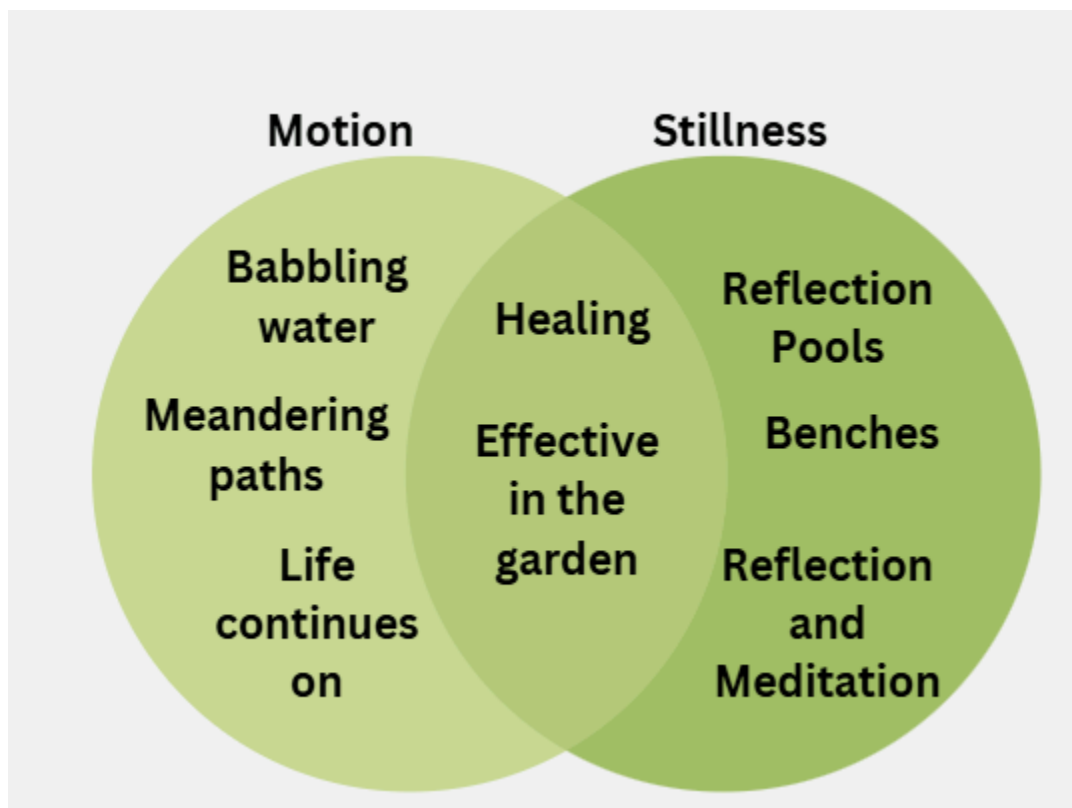 Motion
Stillness
Babbling
water
Meandering
paths
Life
continues
on
Healing
Effective
in the
garden
Reflection
Pools
Benches
Reflection
and
Meditation